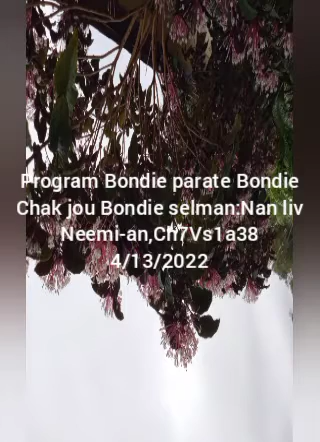 Program Bondie parate Bondie
Chak jou Bondie selman:Nan liv
Neemi-an,Ch7Vs1a38
4/13/2022